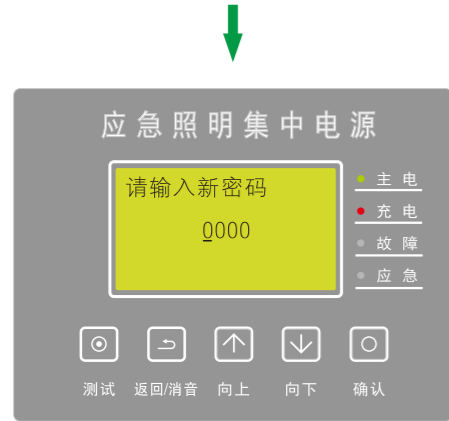 应急照明集中电源
请输入新密码
0000
主电
充电
故障
应急
测试 返回/消音 向上 向下 确认